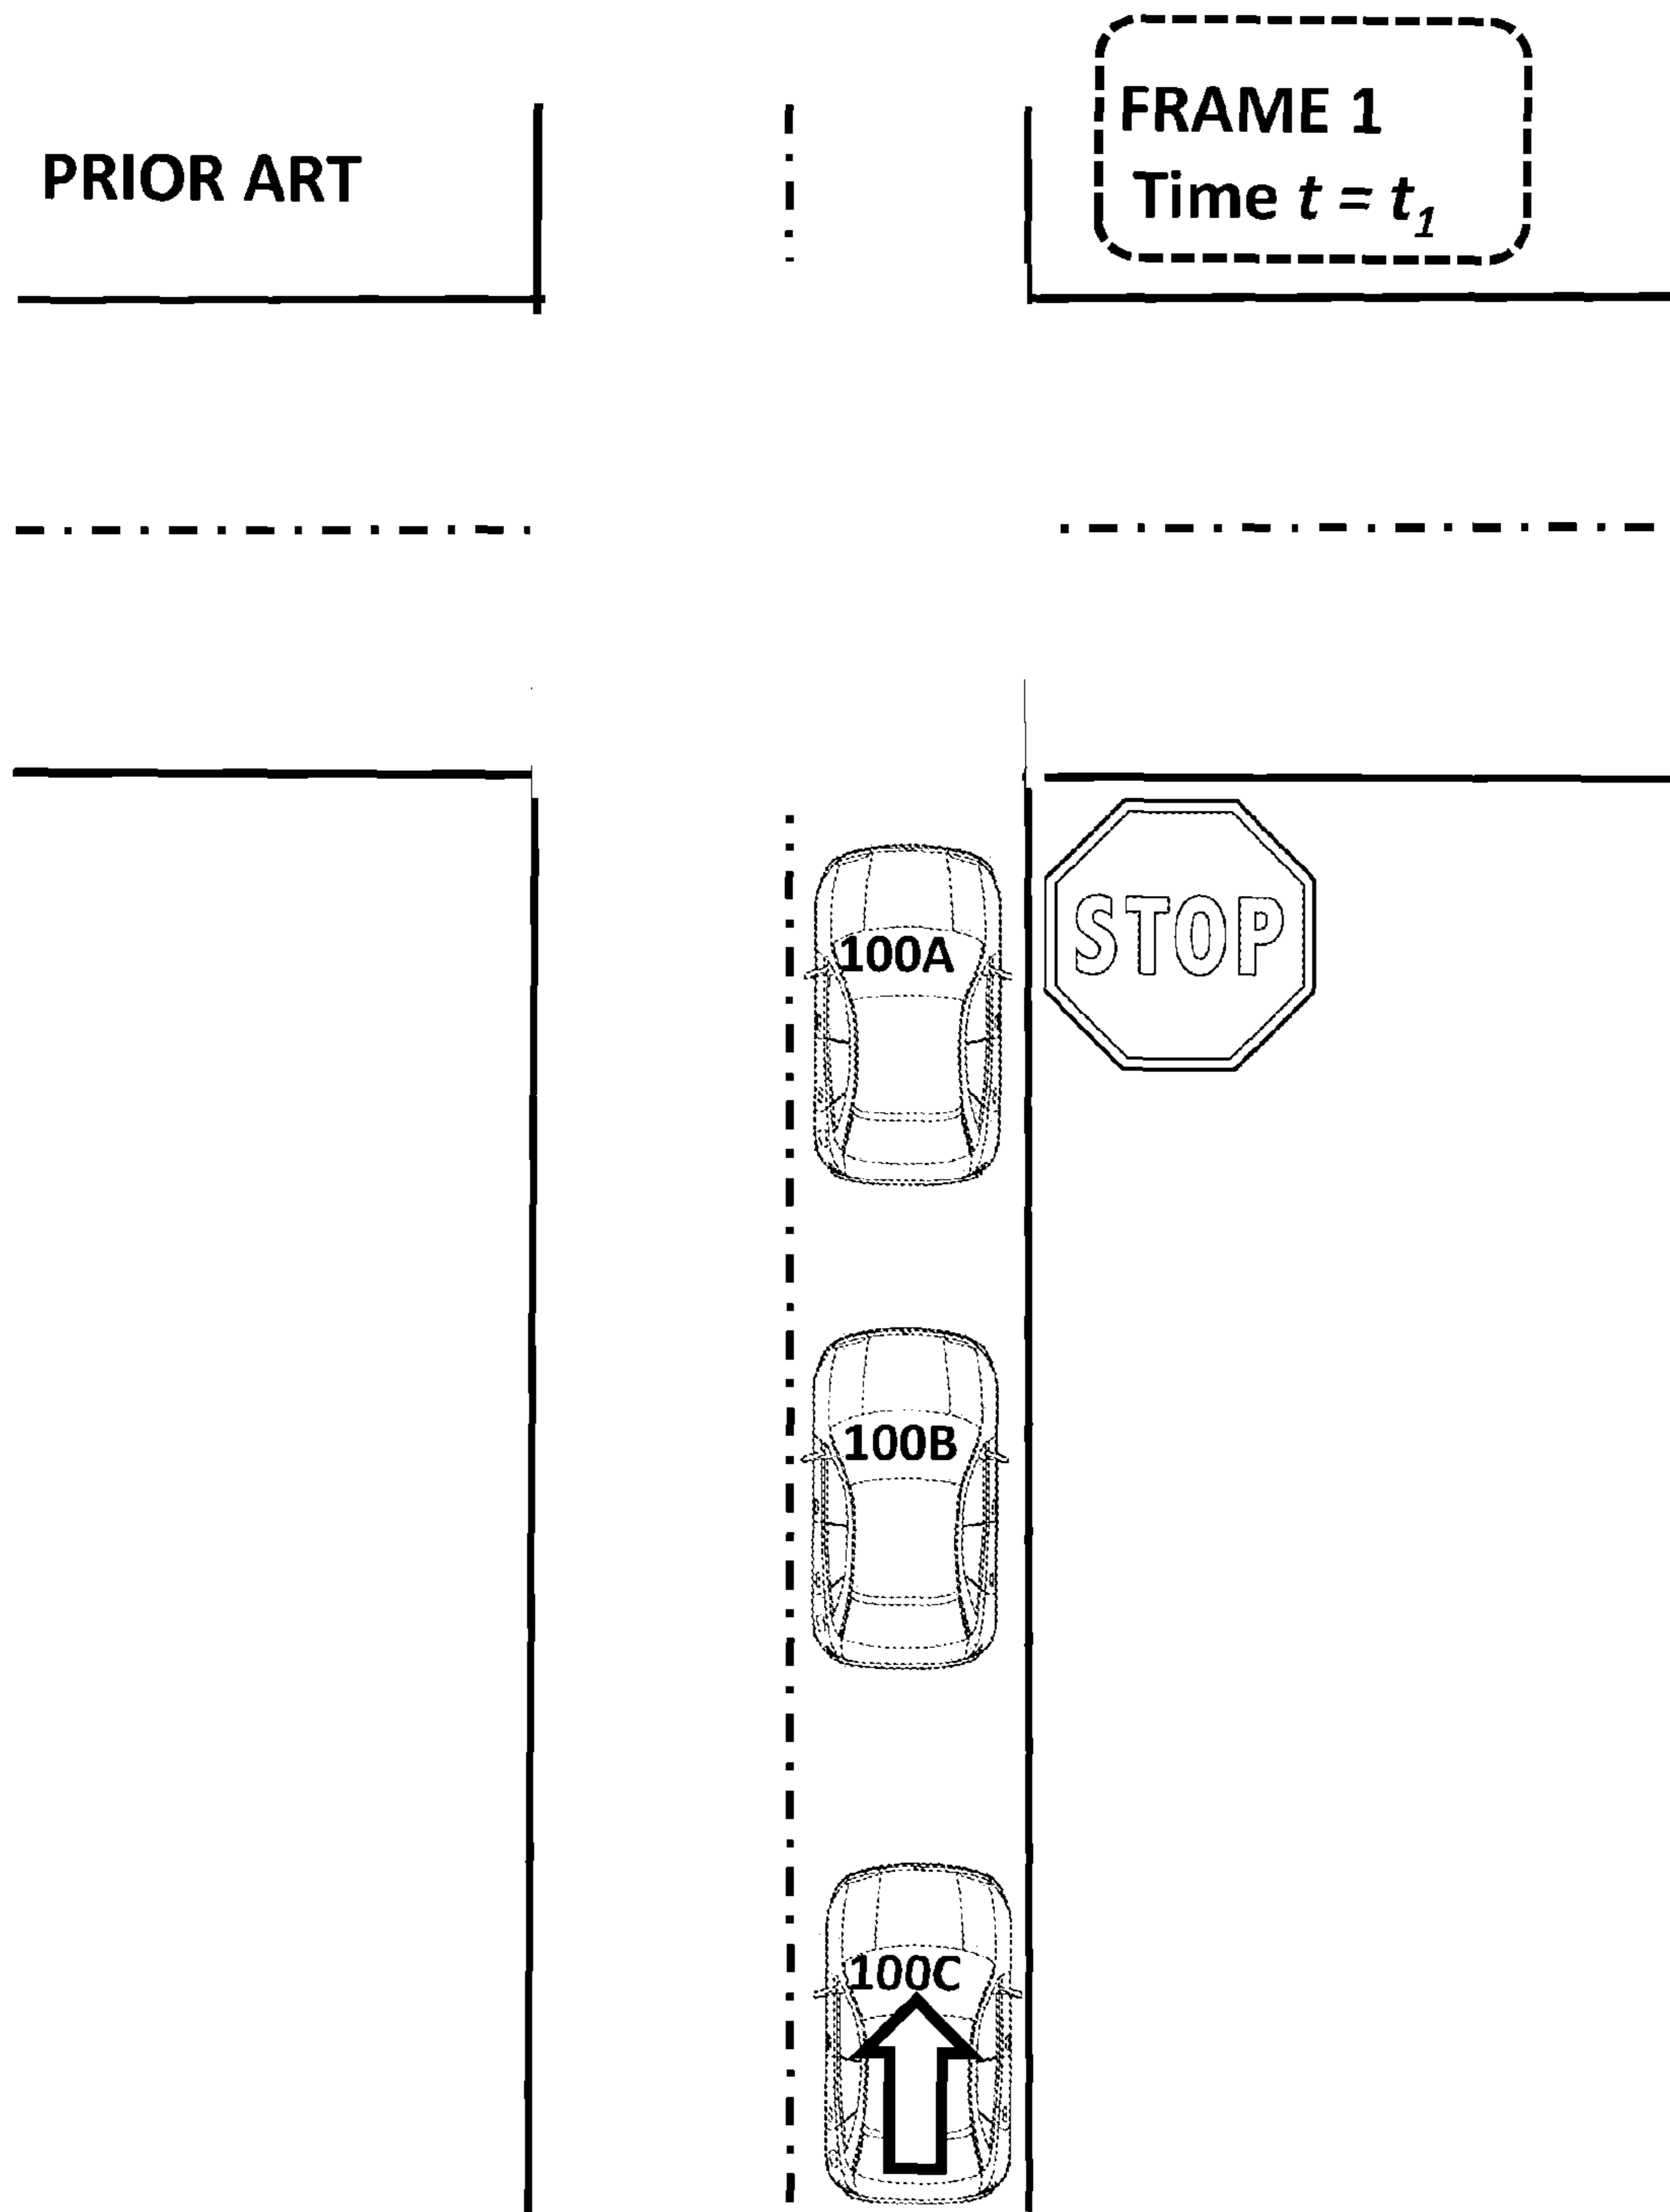 PRIOR ART
FRAME 1
Time t = t₁
STOP
100A
100B
100C